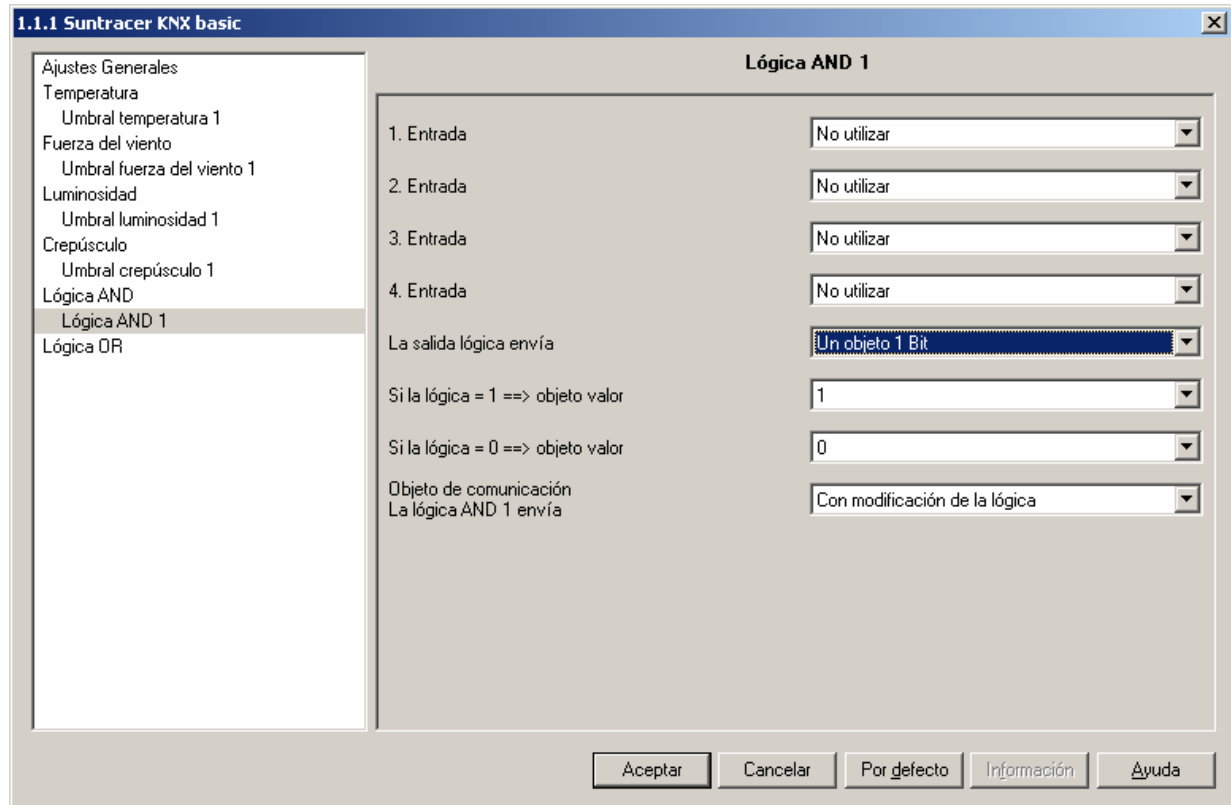 1.1.1 Suntracer KNX basic
Ajustes Generales
Temperatura
Umbral temperatura 1
Fuerza del viento
Umbral fuerza del viento 1
Luminosidad
Umbral luminosidad 1
Crepúsculo
Umbral crepúsculo 1
Lógica AND
Lógica AND 1
Lógica OR
Lógica AND 1
1. Entrada No utilizar
2. Entrada No utilizar
3. Entrada No utilizar
4. Entrada No utilizar
La salida lógica envía Un objeto 1 Bit
Si la lógica = 1 ==> objeto valor 1
Si la lógica = 0 ==> objeto valor 0
Objeto de comunicación
La lógica AND 1 envía Con modificación de la lógica
Aceptar Cancelar Por defecto Información Ayuda